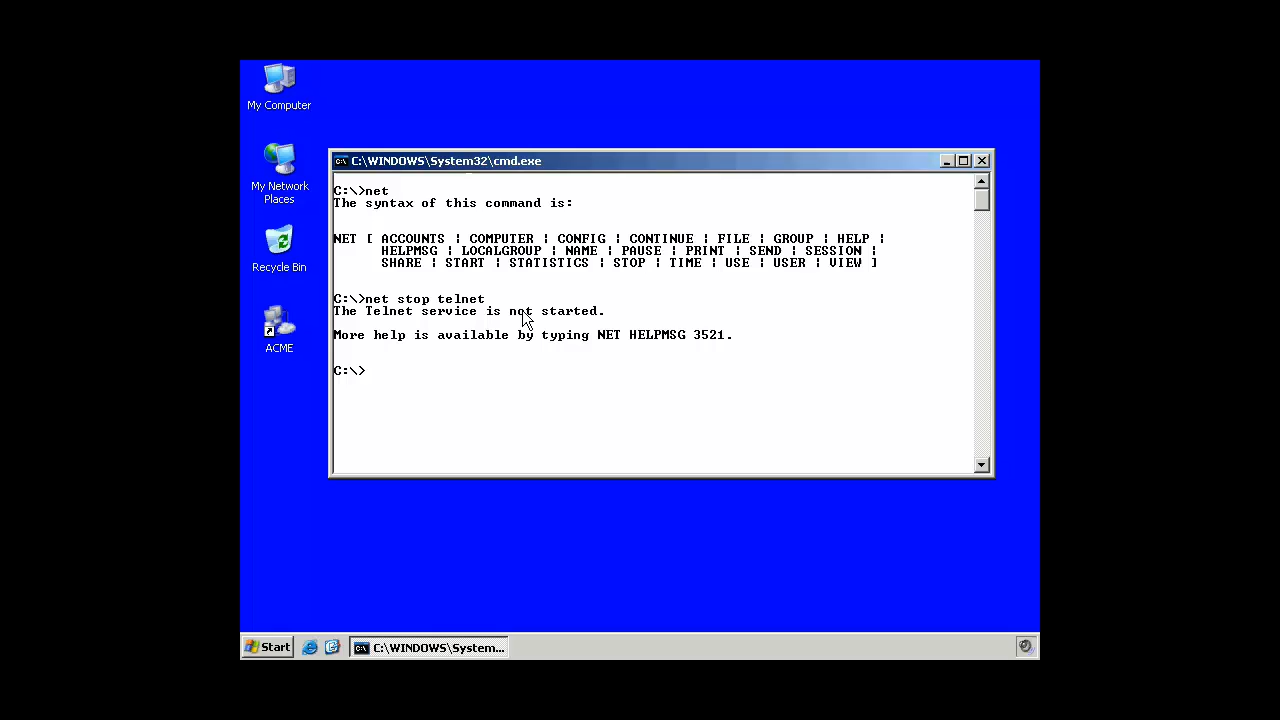 My Computer
My Network
Places
Recycle Bin
ACME
C:\WINDOWS\System32\cmd.exe
C:\>net
The syntax of this command is:
NET [ ACCOUNTS ¦ COMPUTER ¦ CONFIG ¦ CONTINUE ¦ FILE ¦ GROUP ¦ HELP ¦
HELPMSG ¦ LOCALGROUP ¦ NAME ¦ PAUSE ¦ PRINT ¦ SEND ¦ SESSION ¦
SHARE ¦ START ¦ STATISTICS ¦ STOP ¦ TIME ¦ USE ¦ USER ¦ VIEW ]
C:\>net stop telnet
The Telnet service is not started.
More help is available by typing NET HELPMSG 3521.
C:\>
Start
C:\WINDOWS\System...